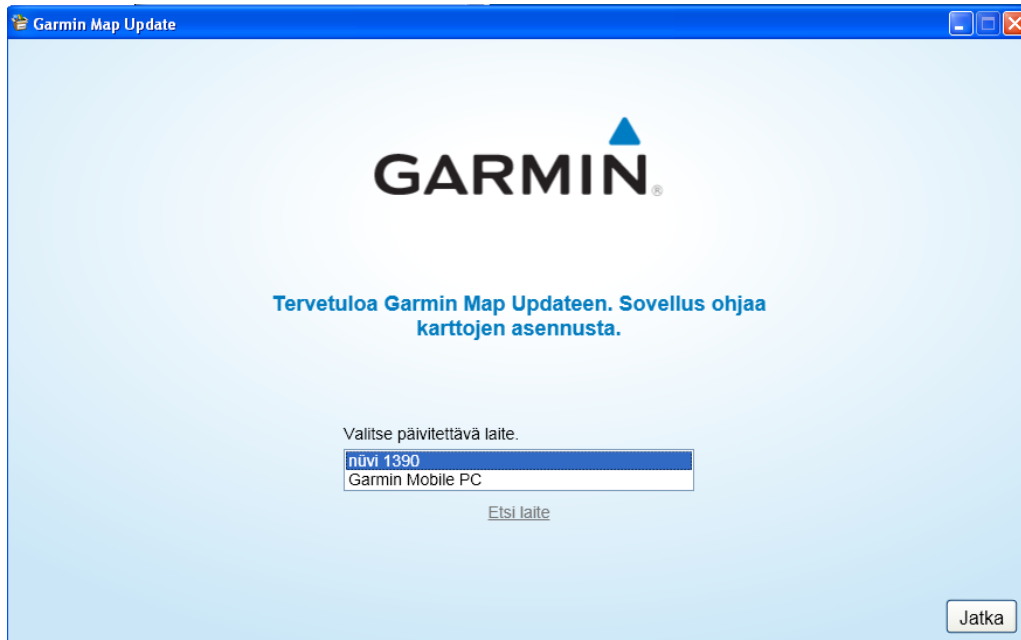 Garmin Map Update
GARMIN®
Tervetuloa Garmin Map Updateen. Sovellus ohjaa
karttojen asennusta.
Valitse päivitettävä laite.
nüvi 1390
Garmin Mobile PC
Etsi laite
Jatka